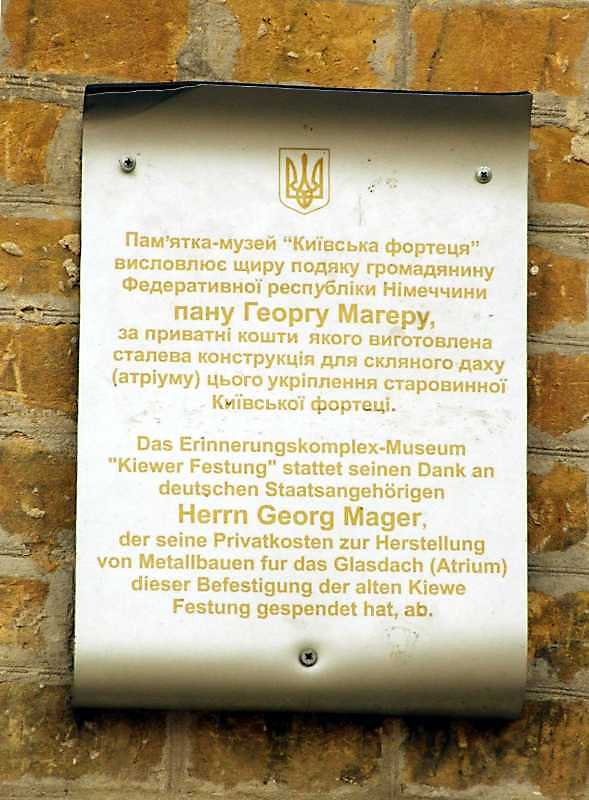 Пам'ятка-музей “Київська фортеця”
висловлює щиру подяку громадянину
Федеративної республіки Німеччини
пану Георгу Магеру,
за приватні кошти якого виготовлена
сталева конструкція для скляного даху
(атріуму) цього укріплення старовинної
Київської фортеці.
Das Erinnerungskomplex-Museum
"Kiewer Festung" stattet seinen Dank an
deutschen Staatsangehörigen
Herrn Georg Mager,
der seine Privatkosten zur Herstellung
von Metallbauen fur das Glasdach (Atrium)
dieser Befestigung der alten Kiewe
Festung gespendet hat, ab.